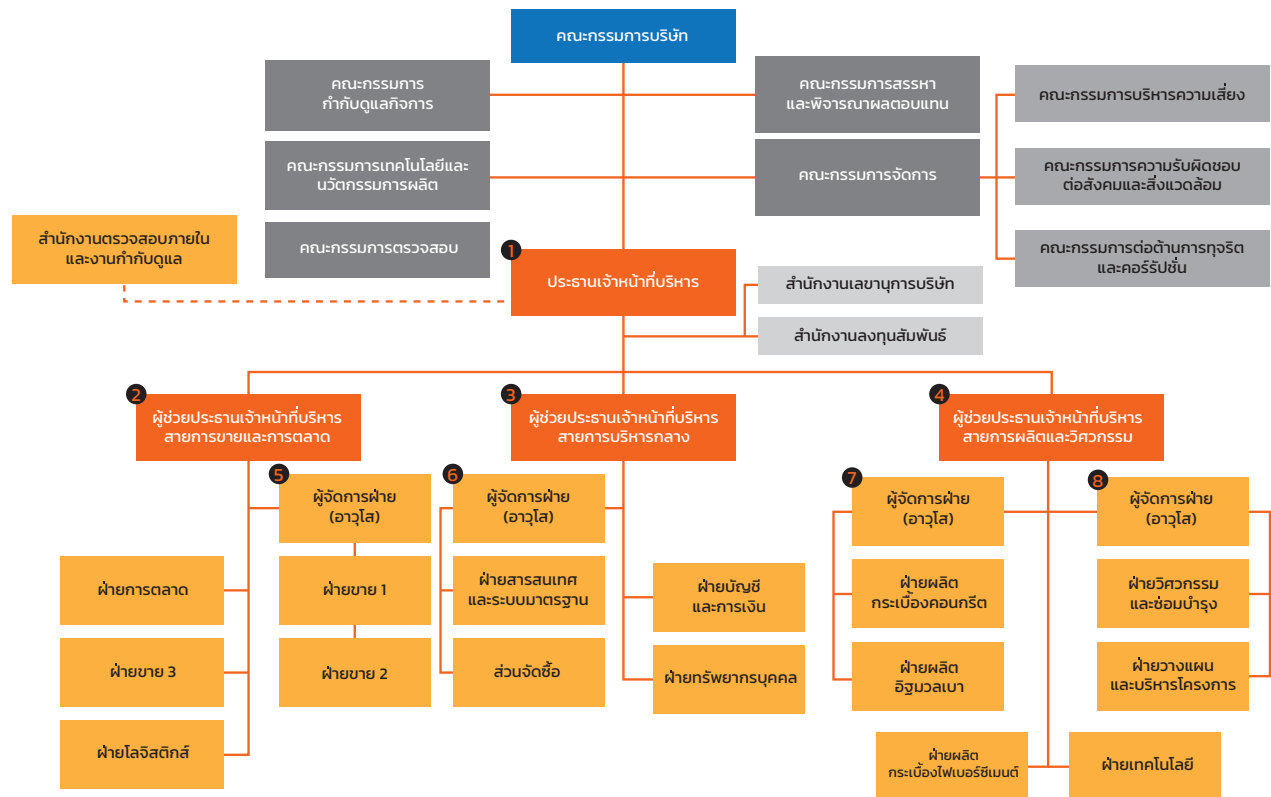 คณะกรรมการบริษัท
คณะกรรมการ
กำกับดูแลกิจการ
คณะกรรมการสรรหา
และพิจารณาผลตอบแทน
คณะกรรมการบริหารความเสี่ยง
คณะกรรมการเทคโนโลยีและ
นวัตกรรมการผลิต
คณะกรรมการจัดการ
คณะกรรมการความรับผิดชอบ
ต่อสังคมและสิ่งแวดล้อม
สำนักงานตรวจสอบภายใน
และงานกำกับดูแล
คณะกรรมการตรวจสอบ
คณะกรรมการต่อต้านการทุจริต
และคอร์รัปชั่น
1
ประธานเจ้าหน้าที่บริหาร
สำนักงานเลขานุการบริษัท
สำนักงานลงทุนสัมพันธ์
2
ผู้ช่วยประธานเจ้าหน้าที่บริหาร
สายการขายและการตลาด
3
ผู้ช่วยประธานเจ้าหน้าที่บริหาร
สายการบริหารกลาง
4
ผู้ช่วยประธานเจ้าหน้าที่บริหาร
สายการผลิตและวิศวกรรม
5
ผู้จัดการฝ่าย
(อาวุโส)
6
ผู้จัดการฝ่าย
(อาวุโส)
7
ผู้จัดการฝ่าย
(อาวุโส)
8
ผู้จัดการฝ่าย
(อาวุโส)
ฝ่ายการตลาด
ฝ่ายขาย 1
ฝ่ายสารสนเทศ
และระบบมาตรฐาน
ฝ่ายบัญชี
และการเงิน
ฝ่ายผลิต
กระเบื้องคอนกรีต
ฝ่ายวิศวกรรม
และซ่อมบำรุง
ฝ่ายขาย 3
ฝ่ายขาย 2
ส่วนจัดซื้อ
ฝ่ายทรัพยากรบุคคล
ฝ่ายผลิต
อิฐมวลเบา
ฝ่ายวางแผน
และบริหารโครงการ
ฝ่ายโลจิสติกส์
ฝ่ายผลิต
กระเบื้องไฟเบอร์ซีเมนต์
ฝ่ายเทคโนโลยี